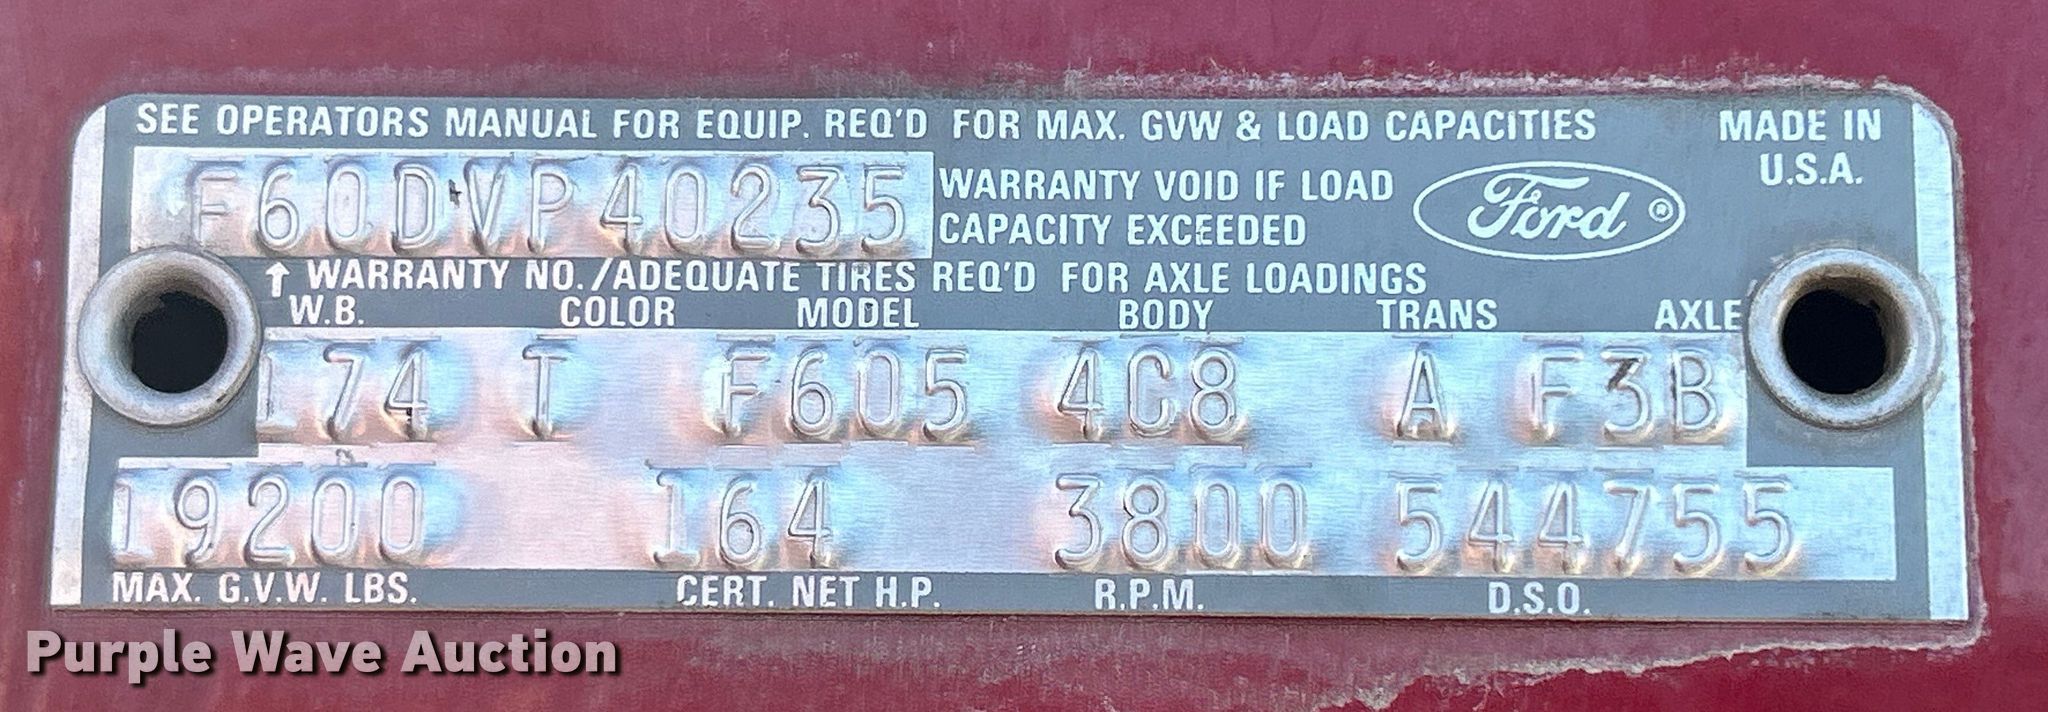 SEE OPERATORS MANUAL FOR EQUIP. REQ'D FOR MAX. GVW & LOAD CAPACITIES
MADE IN
U.S.A.
F60DVP40235
WARRANTY VOID IF LOAD
CAPACITY EXCEEDED
Ford ®
↑ WARRANTY NO./ADEQUATE TIRES REQ'D FOR AXLE LOADINGS
W.B. COLOR MODEL BODY TRANS AXLE
174 T F605 4C8 A F3B
19200 164 3800 544755
MAX. G.V.W. LBS. CERT. NET H.P. R.P.M. D.S.O.
Purple Wave Auction